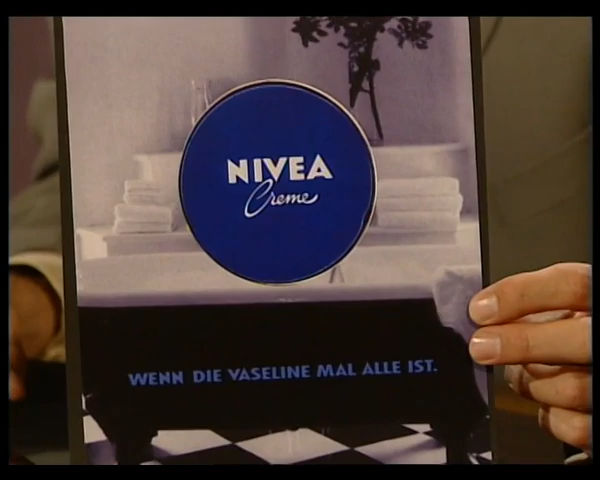 NIVEA
Creme
WENN DIE VASELINE MAL ALLE IST.